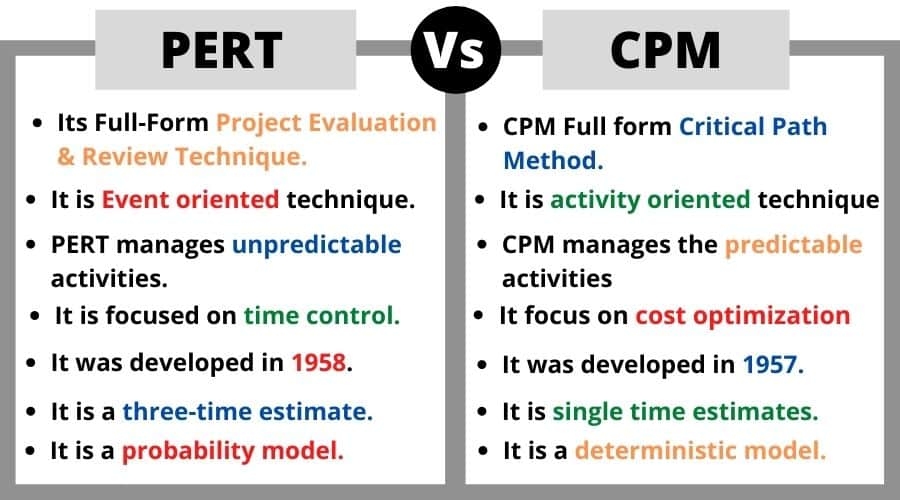 PERT
Vs
CPM
• Its Full-Form Project Evaluation
& Review Technique.
• It is Event oriented technique.
• PERT manages unpredictable
activities.
• It is focused on time control.
• It was developed in 1958.
• It is a three-time estimate.
• It is a probability model.
• CPM Full form Critical Path
Method.
• It is activity oriented technique
• CPM manages the predictable
activities
• It focus on cost optimization
• It was developed in 1957.
• It is single time estimates.
• It is a deterministic model.